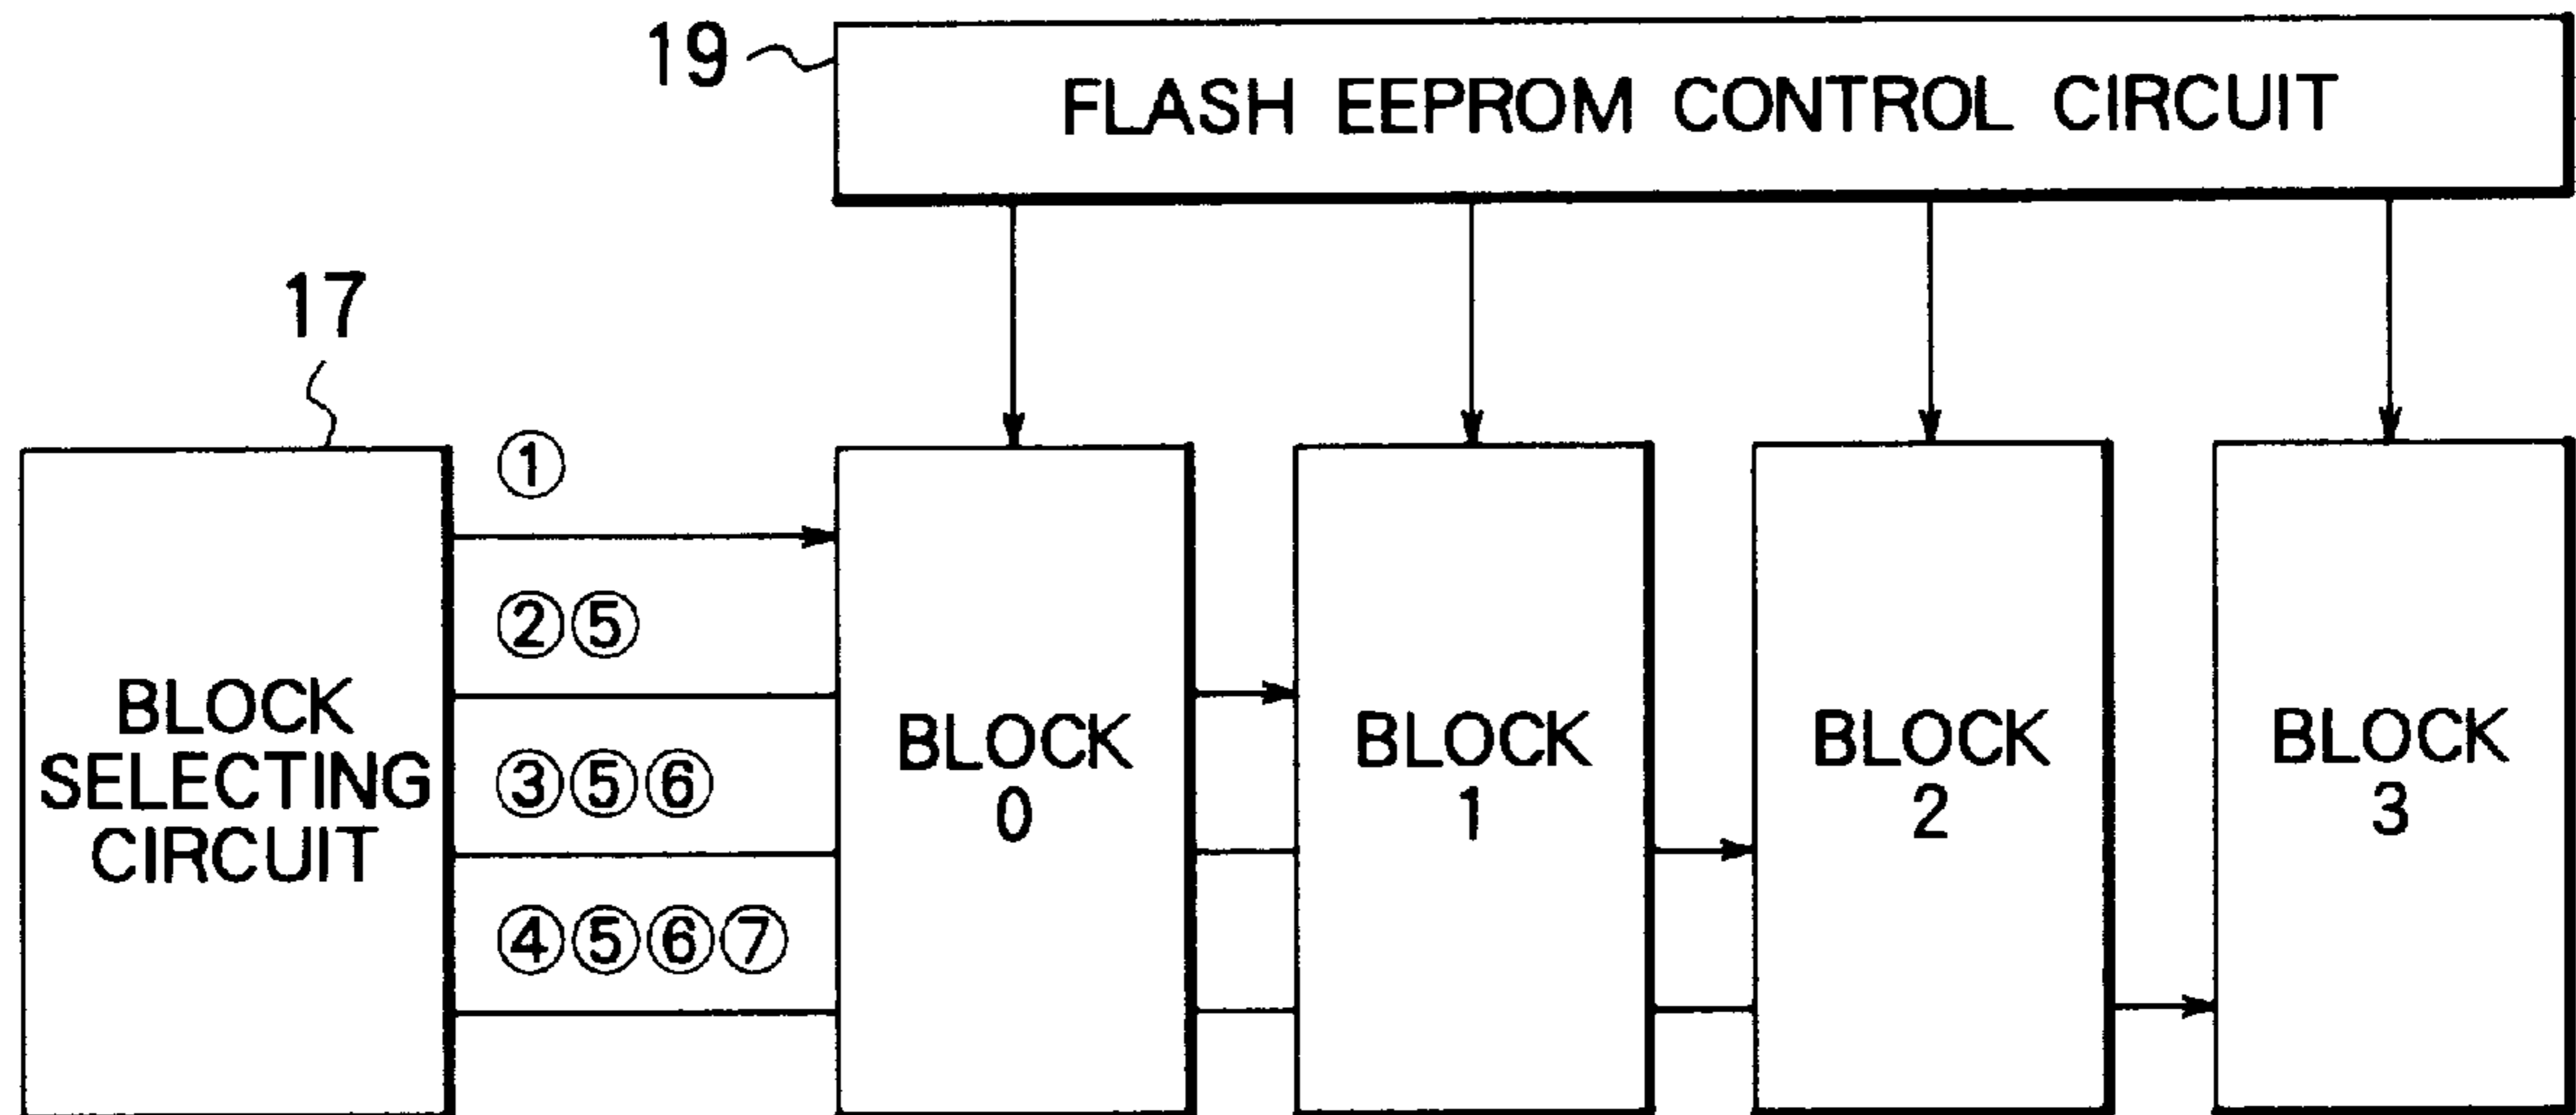 19
FLASH EEPROM CONTROL CIRCUIT
17
①
②⑤
③⑤⑥
④⑤⑥⑦
BLOCK
SELECTING
CIRCUIT
BLOCK
0
BLOCK
1
BLOCK
2
BLOCK
3